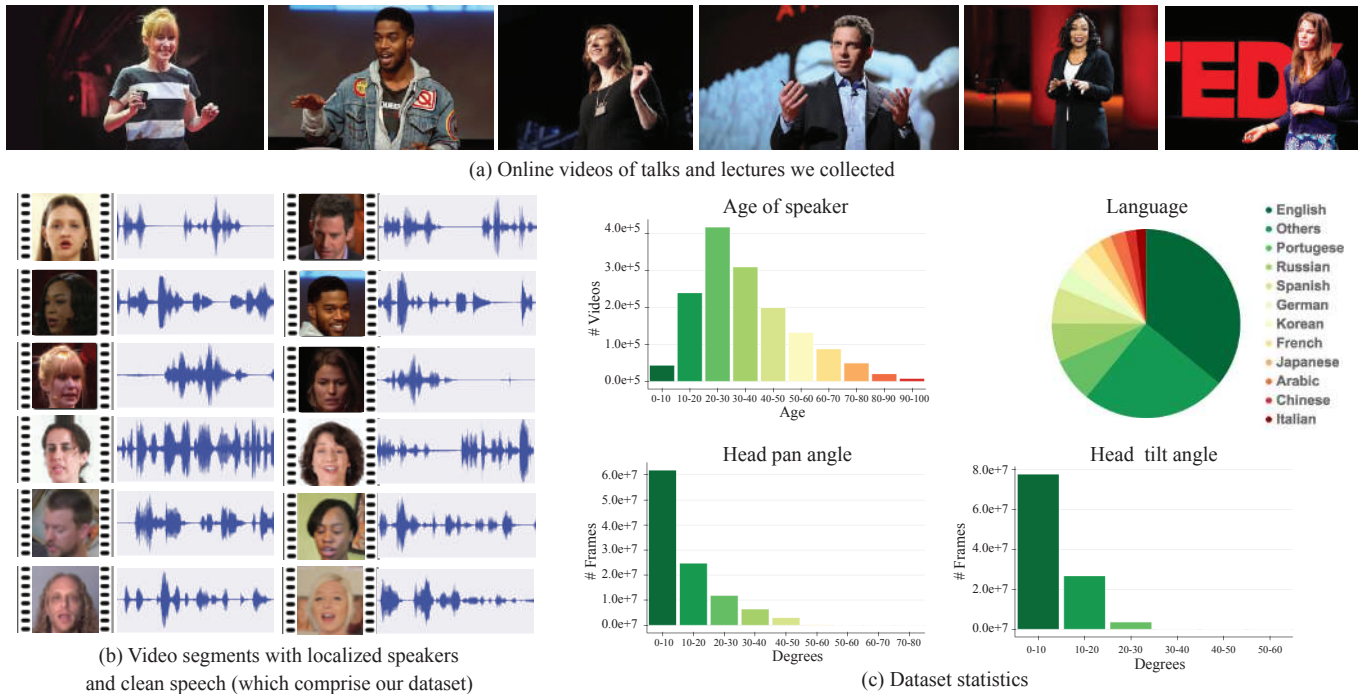 TEDX
(a) Online videos of talks and lectures we collected
Age of speaker
# Videos
4.0e+5
3.0e+5
2.0e+5
1.0e+5
0.0e+5
0-10 10-20 20-30 30-40 40-50 50-60 60-70 70-80 80-90 90-100
Age
Language
English
Others
Portugese
Russian
Spanish
German
Korean
French
Japanese
Arabic
Chinese
Italian
Head pan angle
# Frames
6.0e+7
5.0e+7
4.0e+7
3.0e+7
2.0e+7
1.0e+7
0.0e+7
0-10 10-20 20-30 30-40 40-50 50-60 60-70 70-80
Degrees
Head tilt angle
# Frames
8.0e+7
6.0e+7
4.0e+7
2.0e+7
0.0e+7
0-10 10-20 20-30 30-40 40-50 50-60
Degrees
(b) Video segments with localized speakers
and clean speech (which comprise our dataset)
(c) Dataset statistics